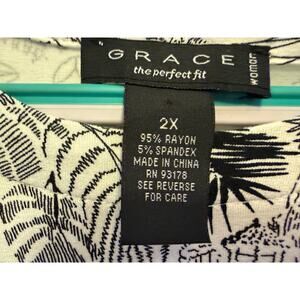 GRACE
the perfect fit
WOMAN
2X
95% RAYON
5% SPANDEX
MADE IN CHINA
RN 93178
SEE REVERSE
FOR CARE